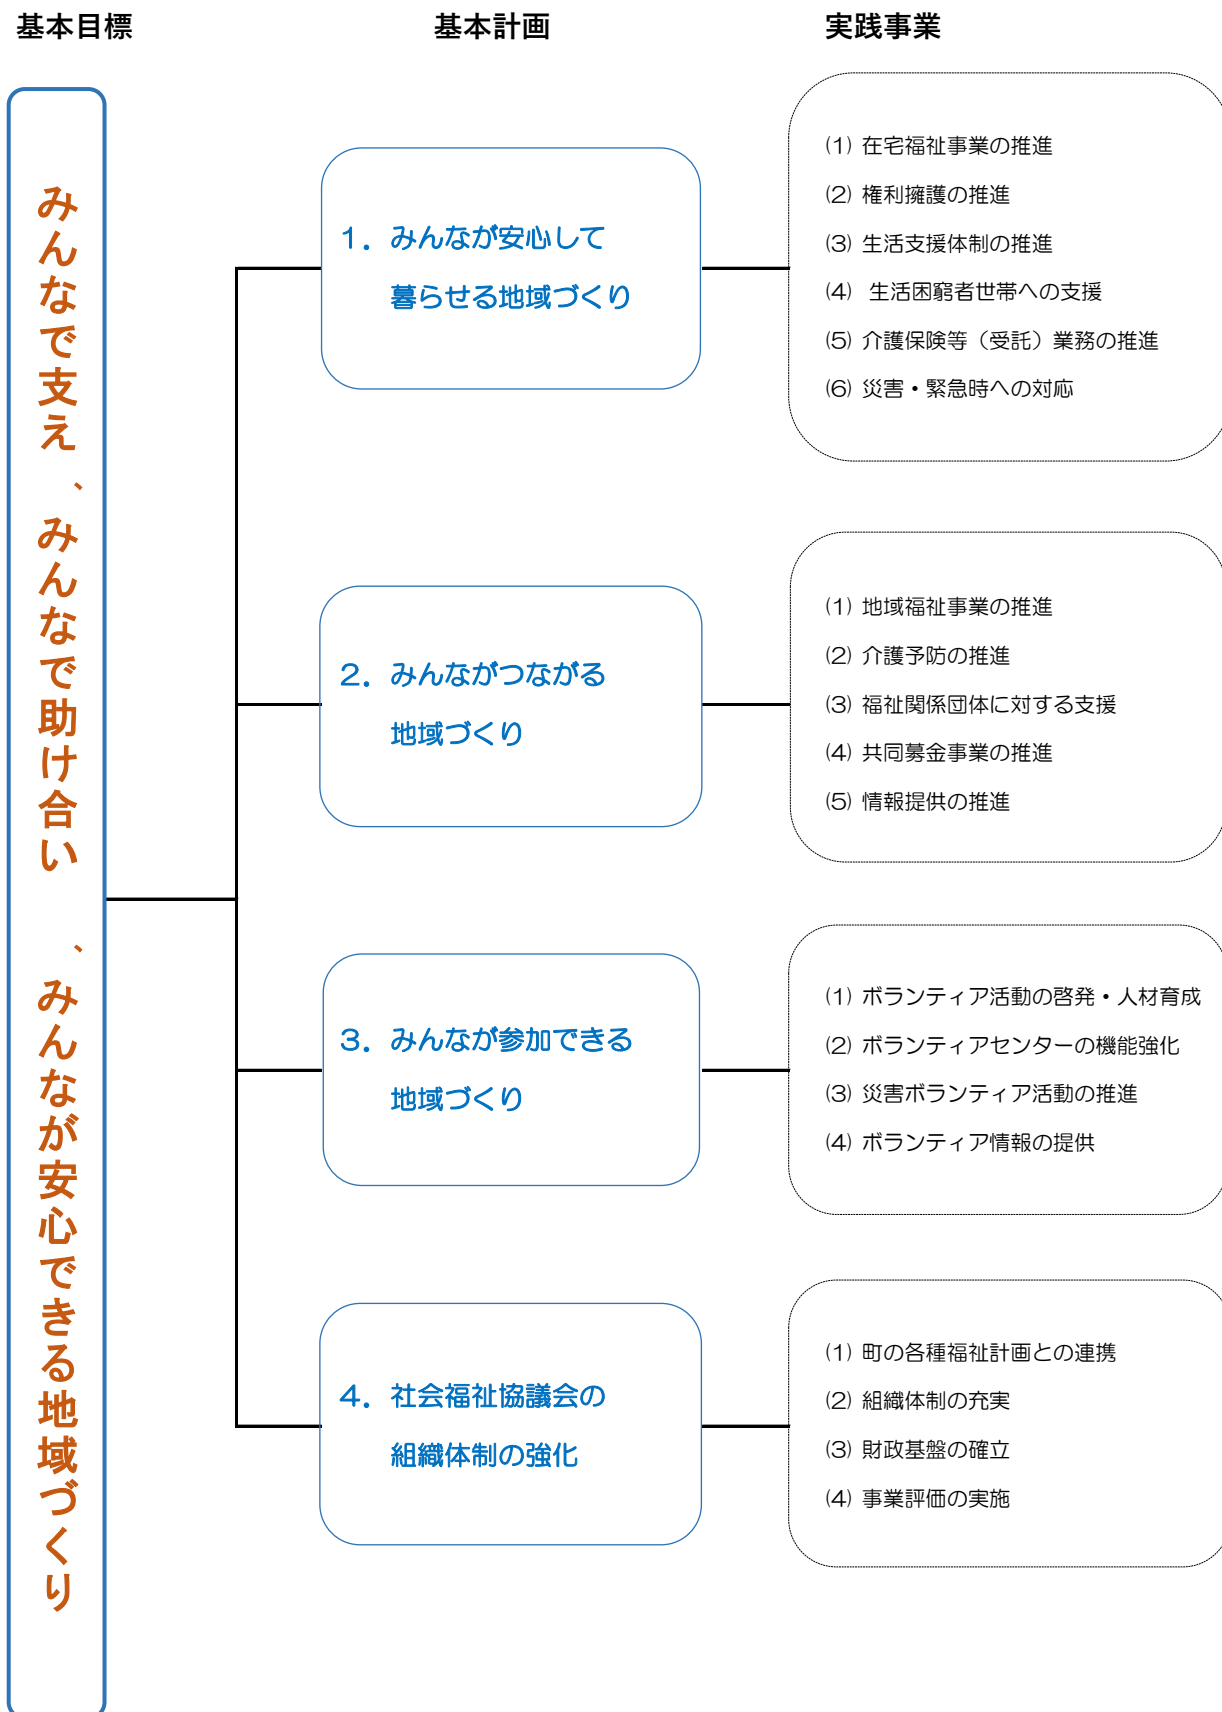 基本目標
基本計画
実践事業
みんなで支え、みんなで助け合い、みんなが安心できる地域づくり
1．みんなが安心して
暮らせる地域づくり
(1) 在宅福祉事業の推進
(2) 権利擁護の推進
(3) 生活支援体制の推進
(4) 生活困窮者世帯への支援
(5) 介護保険等（受託）業務の推進
(6) 災害・緊急時への対応
2．みんながつながる
地域づくり
(1) 地域福祉事業の推進
(2) 介護予防の推進
(3) 福祉関係団体に対する支援
(4) 共同募金事業の推進
(5) 情報提供の推進
3．みんなが参加できる
地域づくり
(1) ボランティア活動の啓発・人材育成
(2) ボランティアセンターの機能強化
(3) 災害ボランティア活動の推進
(4) ボランティア情報の提供
4．社会福祉協議会の
組織体制の強化
(1) 町の各種福祉計画との連携
(2) 組織体制の充実
(3) 財政基盤の確立
(4) 事業評価の実施